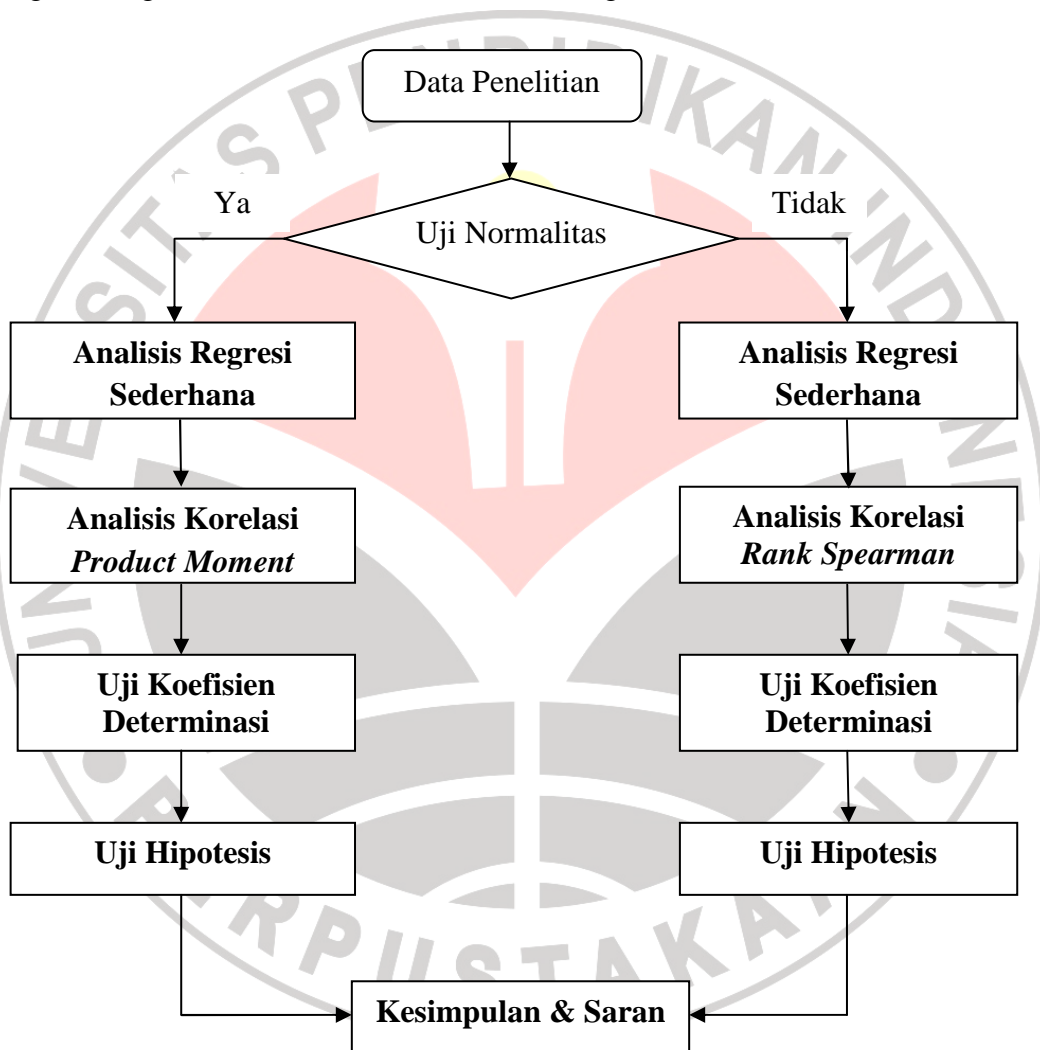 Data Penelitian
Ya
Tidak
Uji Normalitas
Analisis Regresi
Sederhana
Analisis Regresi
Sederhana
Analisis Korelasi
Product Moment
Analisis Korelasi
Rank Spearman
Uji Koefisien
Determinasi
Uji Koefisien
Determinasi
Uji Hipotesis
Uji Hipotesis
Kesimpulan & Saran